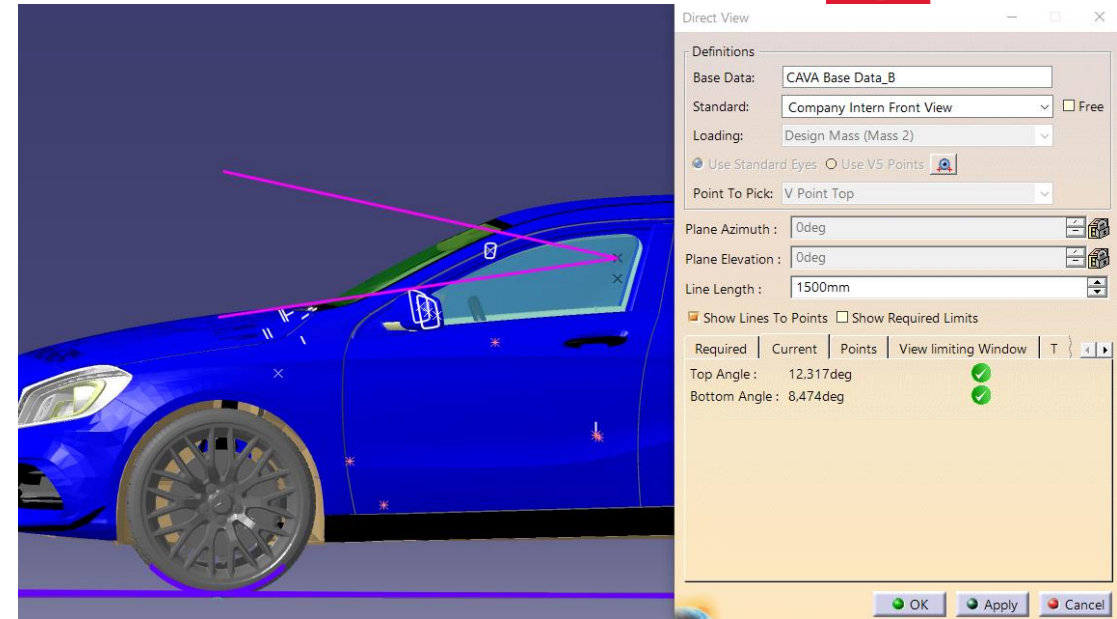 Direct View
Definitions
Base Data: CAVA Base Data_B
Standard: Company Intern Front View Free
Loading: Design Mass (Mass 2)
Use Standard Eyes Use V5 Points
Point To Pick: V Point Top
Plane Azimuth : 0deg
Plane Elevation : 0deg
Line Length : 1500mm
Show Lines To Points Show Required Limits
Required Current Points View limiting Window T
Top Angle : 12,317deg
Bottom Angle : 8,474deg
OK Apply Cancel